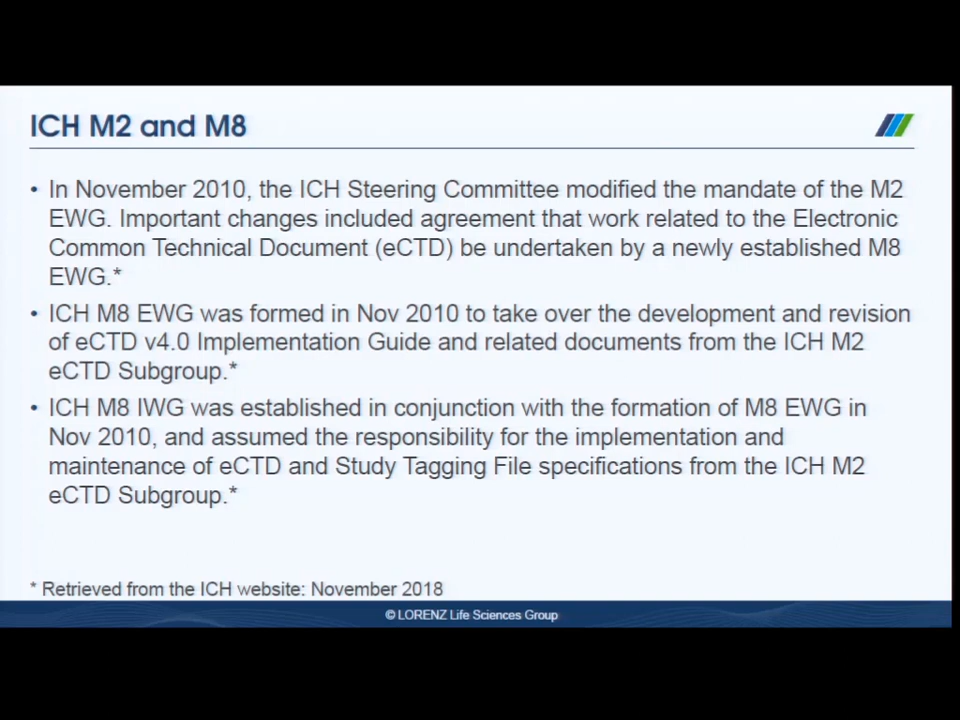 ICH M2 and M8
• In November 2010, the ICH Steering Committee modified the mandate of the M2
EWG. Important changes included agreement that work related to the Electronic
Common Technical Document (eCTD) be undertaken by a newly established M8
EWG.*
• ICH M8 EWG was formed in Nov 2010 to take over the development and revision
of eCTD v4.0 Implementation Guide and related documents from the ICH M2
eCTD Subgroup.*
• ICH M8 IWG was established in conjunction with the formation of M8 EWG in
Nov 2010, and assumed the responsibility for the implementation and
maintenance of eCTD and Study Tagging File specifications from the ICH M2
eCTD Subgroup.*
* Retrieved from the ICH website: November 2018
© LORENZ Life Sciences Group